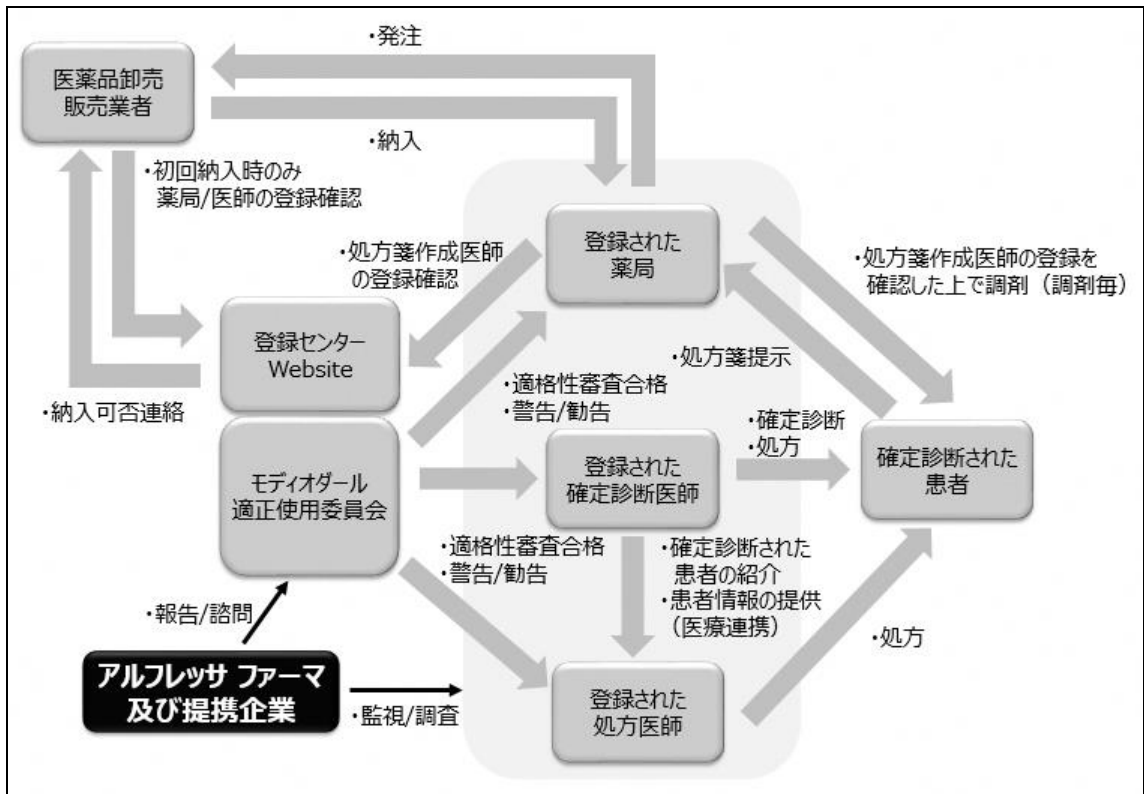 ・発注
医薬品卸売
販売業者
・納入
・初回納入時のみ
薬局/医師の登録確認
登録された
薬局
・処方箋作成医師
の登録確認
・処方箋作成医師の登録を
確認した上で調剤（調剤毎）
登録センター
Website
・処方箋提示
・適格性審査合格
・警告/勧告
・納入可否連絡
・確定診断
・処方
モディオダール
適正使用委員会
登録された
確定診断医師
確定診断された
患者
・適格性審査合格
・警告/勧告
・確定診断された
患者の紹介
・患者情報の提供
（医療連携）
・報告/諮問
・処方
アルフレッサ ファーマ
及び提携企業
・監視/調査
登録された
処方医師